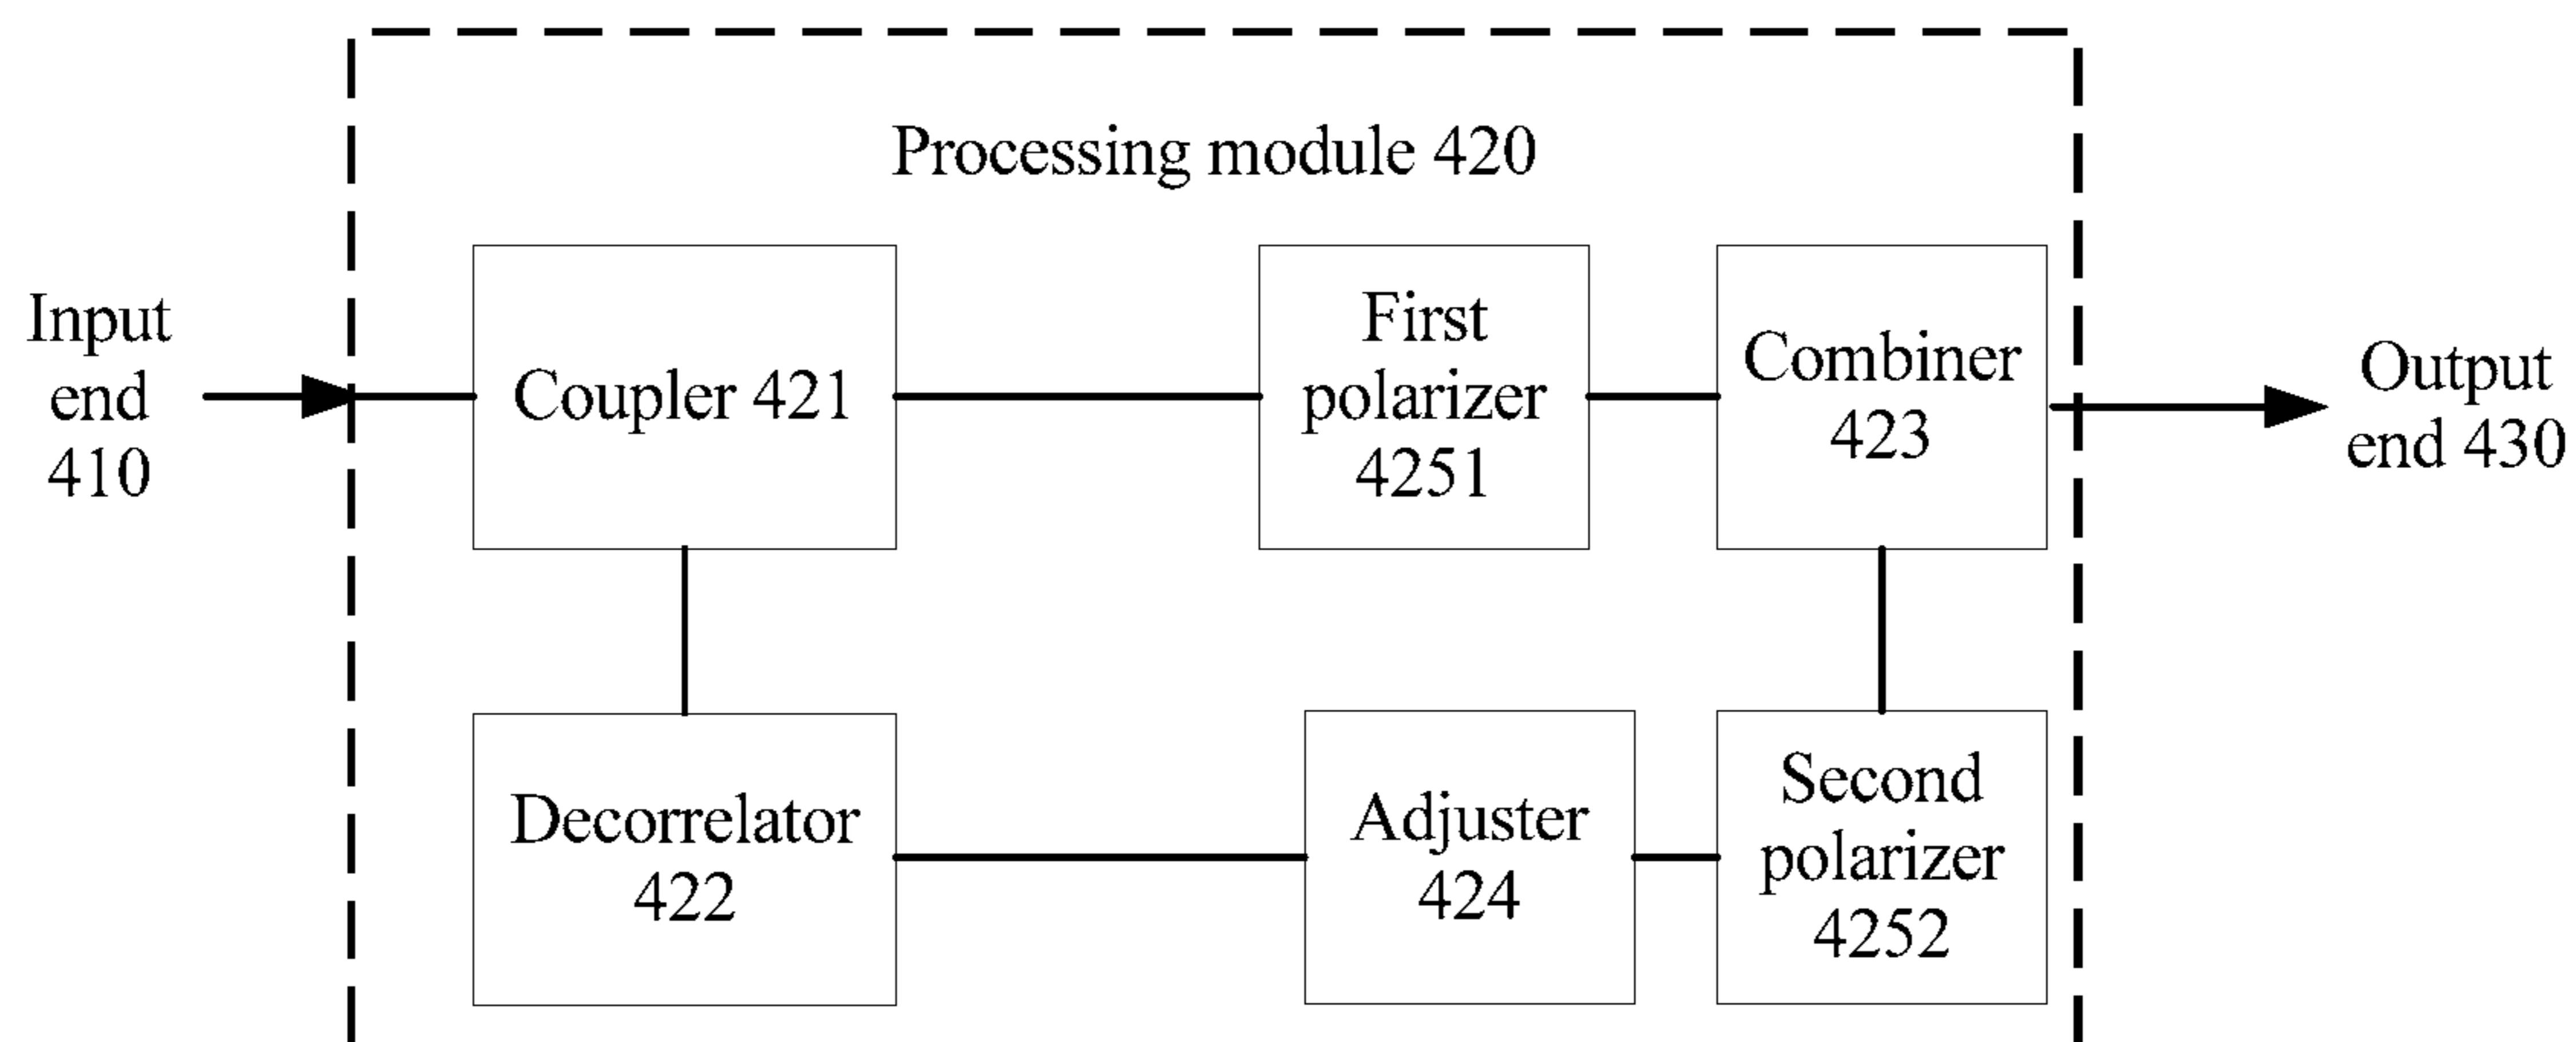 Processing module 420
Input
end
410
Coupler 421
First
polarizer
4251
Combiner
423
Output
end 430
Decorrelator
422
Adjuster
424
Second
polarizer
4252